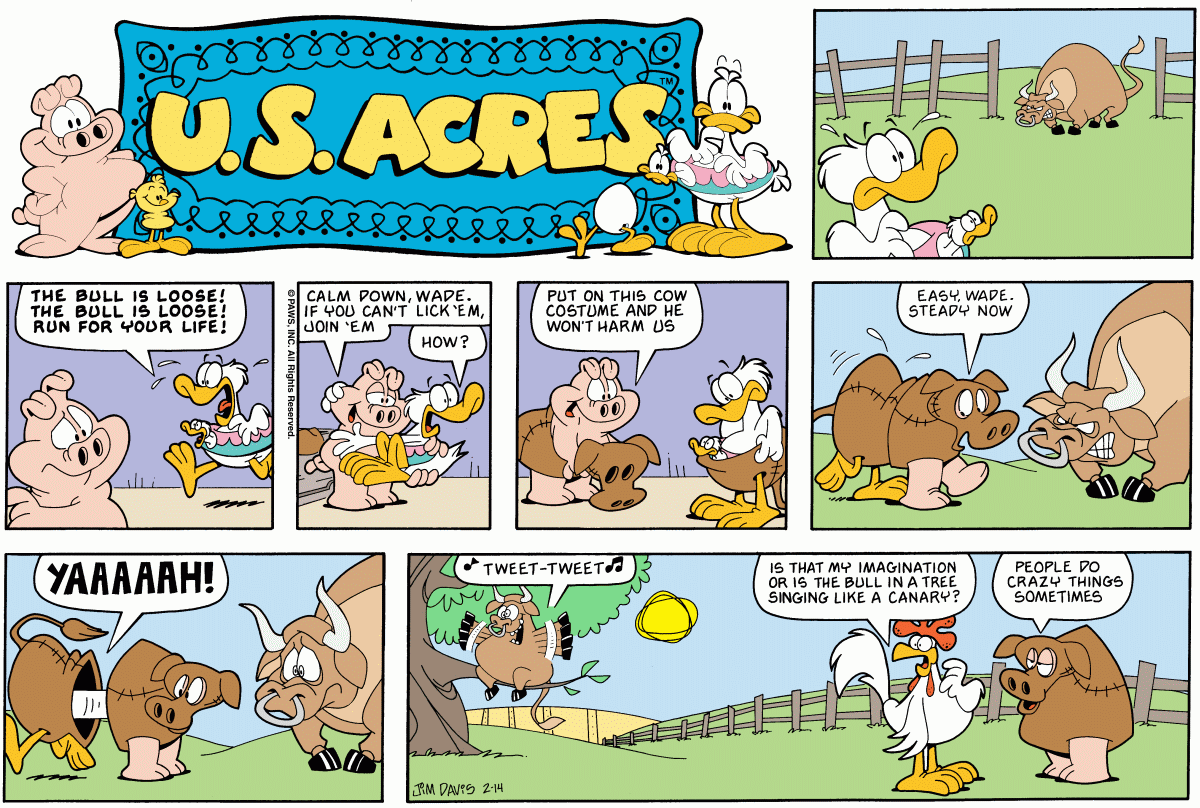 U.S. ACRES
TM
THE BULL IS LOOSE!
THE BULL IS LOOSE!
RUN FOR YOUR LIFE!
© PAWS, INC. All Rights Reserved.
CALM DOWN, WADE.
IF YOU CAN'T LICK 'EM,
JOIN 'EM
HOW?
PUT ON THIS COW
COSTUME AND HE
WON'T HARM US
EASY, WADE.
STEADY NOW
YAAAAAH!
♪ TWEET-TWEET ♫
IS THAT MY IMAGINATION
OR IS THE BULL IN A TREE
SINGING LIKE A CANARY?
PEOPLE DO
CRAZY THINGS
SOMETIMES
JIM DAVIS 2-14